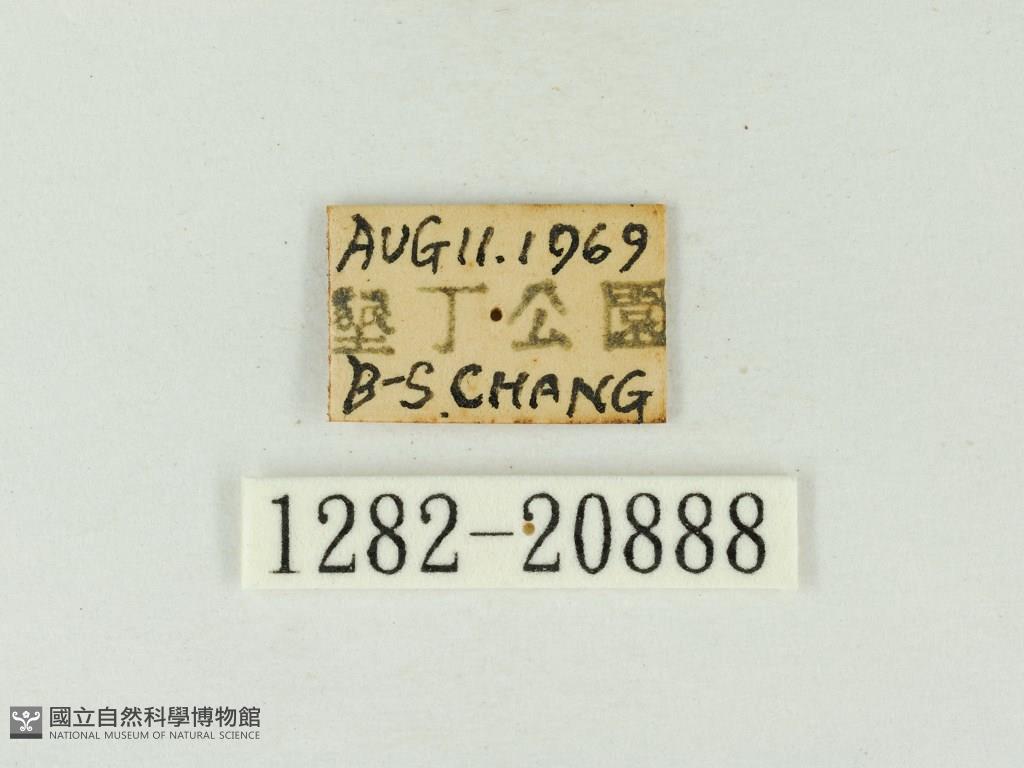 AUG 11. 1969
墾丁公園
B-S. CHANG
1282-20888
國立自然科學博物館
NATIONAL MUSEUM OF NATURAL SCIENCE